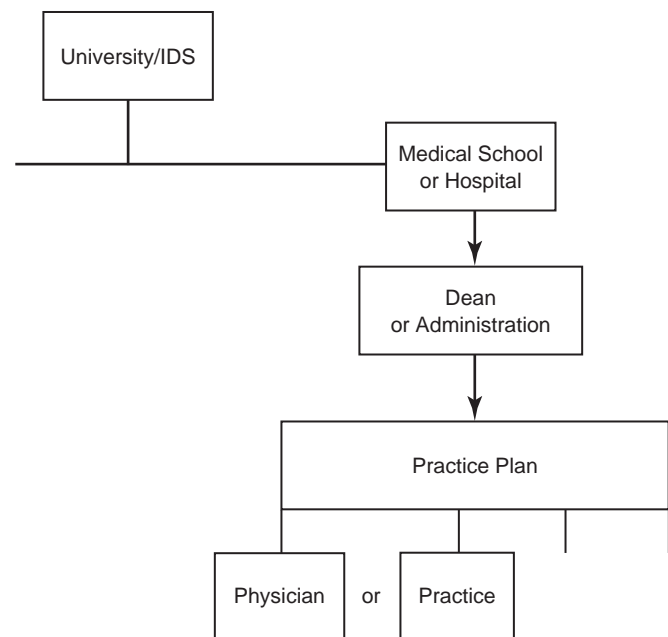 University/IDS
Medical School
or Hospital
Dean
or Administration
Practice Plan
Physician or Practice